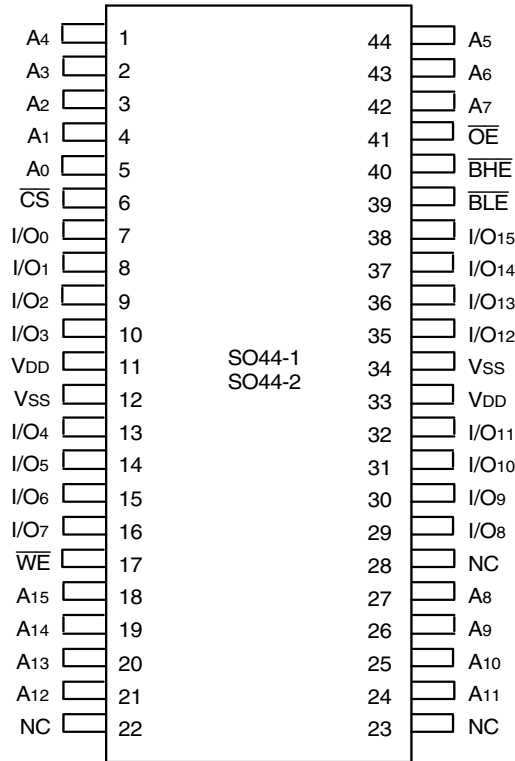 A4 1 44 A5
A3 2 43 A6
A2 3 42 A7
A1 4 41 OE
A0 5 40 BHE
CS 6 39 BLE
I/O0 7 38 I/O15
I/O1 8 37 I/O14
I/O2 9 36 I/O13
I/O3 10 35 I/O12
VDD 11 SO44-1 34 VSS
VSS 12 SO44-2 33 VDD
I/O4 13 32 I/O11
I/O5 14 31 I/O10
I/O6 15 30 I/O9
I/O7 16 29 I/O8
WE 17 28 NC
A15 18 27 A8
A14 19 26 A9
A13 20 25 A10
A12 21 24 A11
NC 22 23 NC